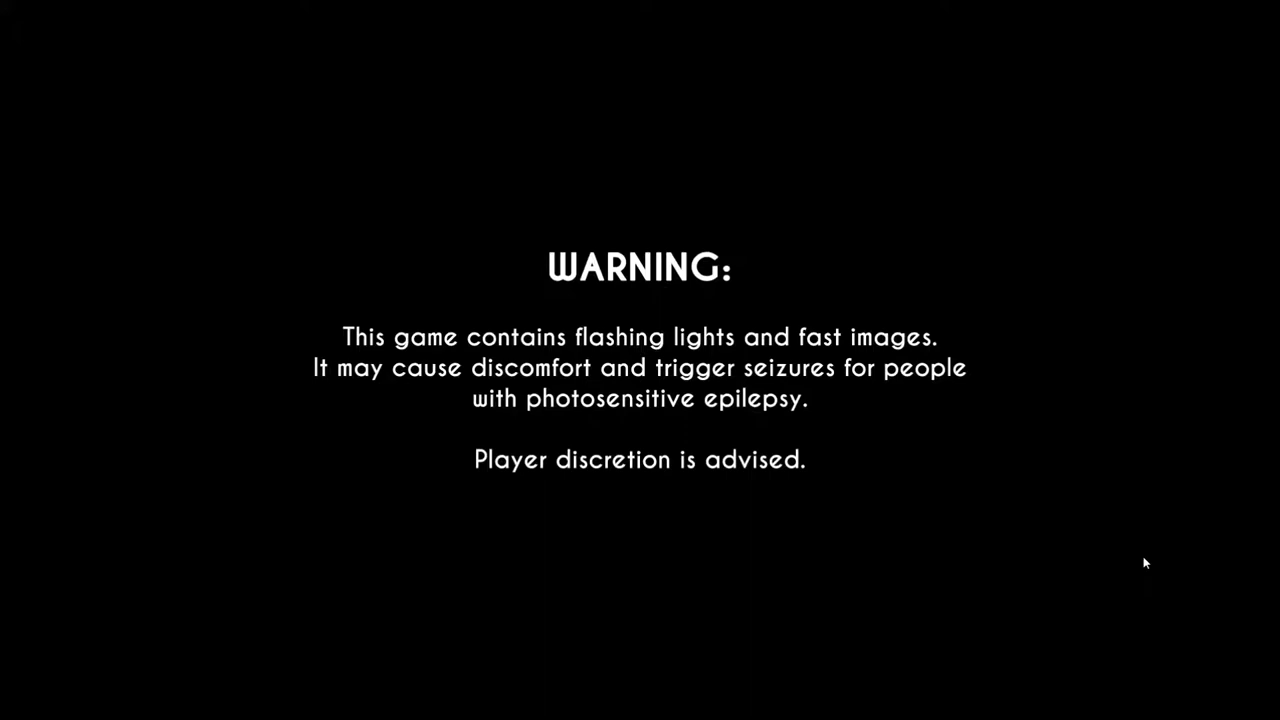 WARNING:
This game contains flashing lights and fast images.
It may cause discomfort and trigger seizures for people
with photosensitive epilepsy.
Player discretion is advised.